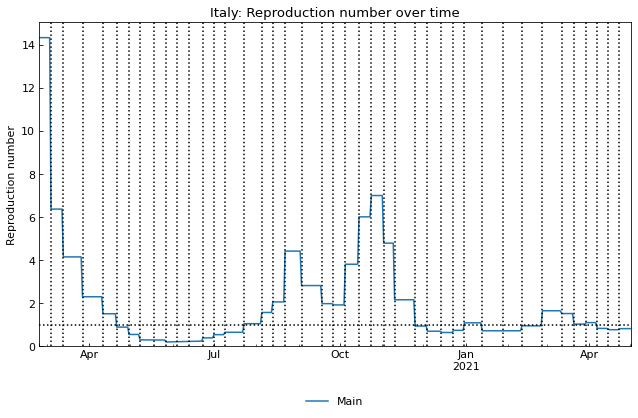 Italy: Reproduction number over time
Reproduction number
14
12
10
8
6
4
2
0
Apr
Jul
Oct
Jan
2021
Apr
Main